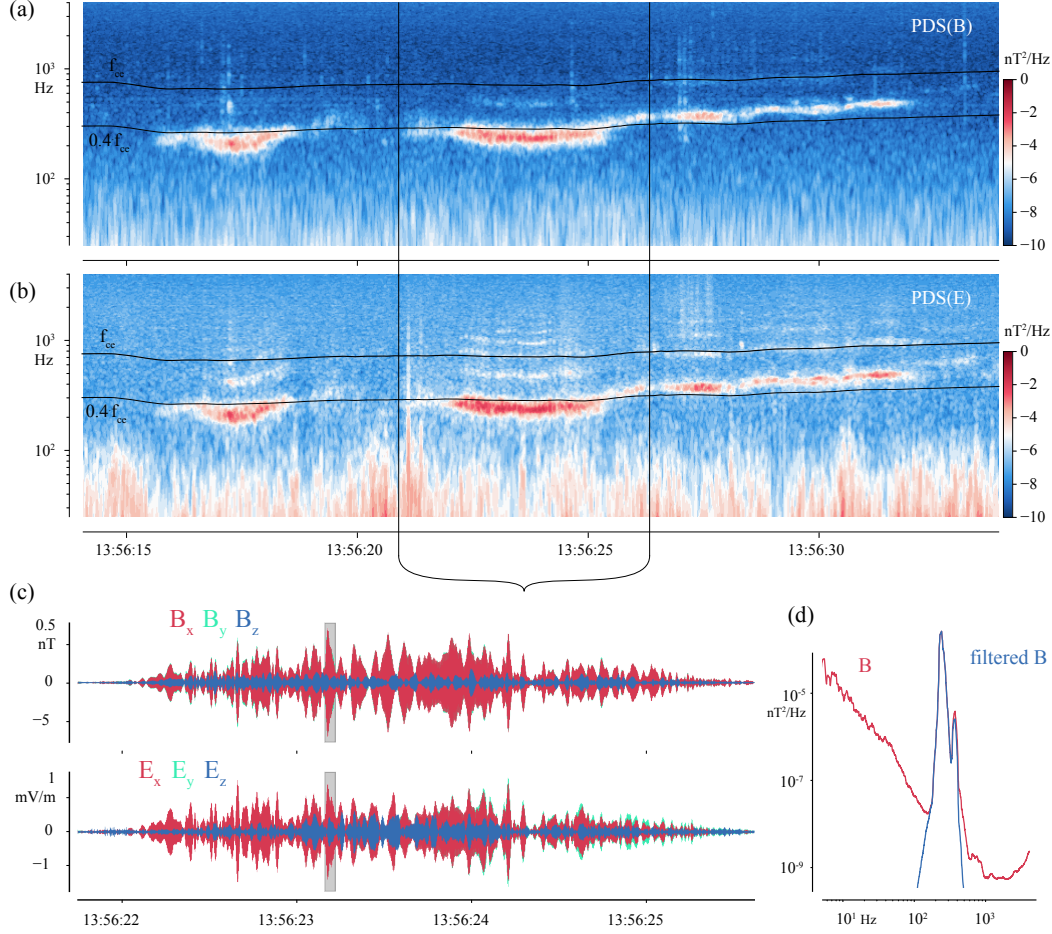 (a)
PDS(B)
10³
Hz
10²
f_ce
0.4 f_ce
nT²/Hz
0
−2
−4
−6
−8
−10
(b)
PDS(E)
10³
Hz
10²
f_ce
0.4 f_ce
nT²/Hz
0
−2
−4
−6
−8
−10
13:56:15
13:56:20
13:56:25
13:56:30
(c)
B_x B_y B_z
0.5
nT
0
−5
E_x E_y E_z
1
mV/m
0
−1
13:56:22
13:56:23
13:56:24
13:56:25
(d)
B
filtered B
10⁻⁵
nT²/Hz
10⁻⁷
10⁻⁹
10¹ Hz
10²
10³